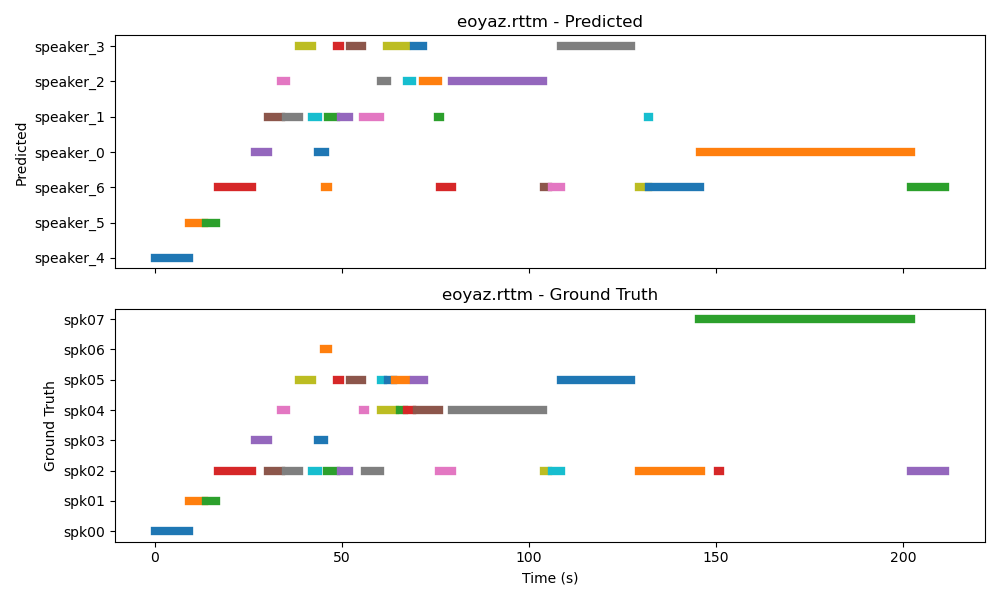 eoyaz.rttm - Predicted
Predicted
speaker_3
speaker_2
speaker_1
speaker_0
speaker_6
speaker_5
speaker_4
eoyaz.rttm - Ground Truth
Ground Truth
spk07
spk06
spk05
spk04
spk03
spk02
spk01
spk00
0 50 100 150 200
Time (s)